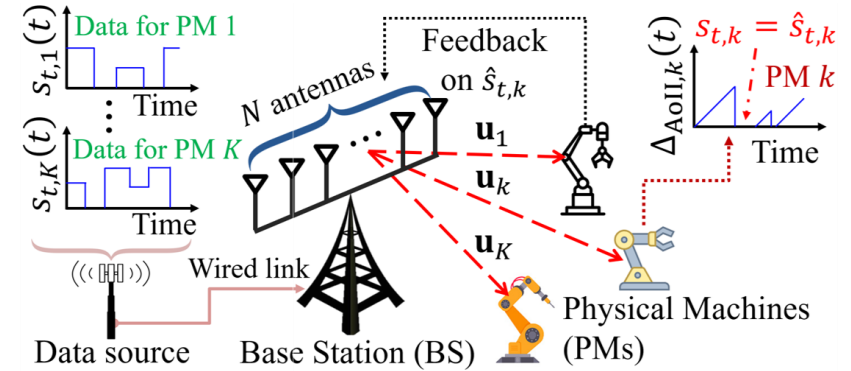 s_{t,1}(t)
Data for PM 1
Time
s_{t,K}(t)
Data for PM K
Time
Data source
Wired link
N antennas
Base Station (BS)
Feedback
on ŝ_{t,k}
u_1
u_k
u_K
Physical Machines
(PMs)
Δ_{AoII,k}(t)
s_{t,k} = ŝ_{t,k}
PM k
Time